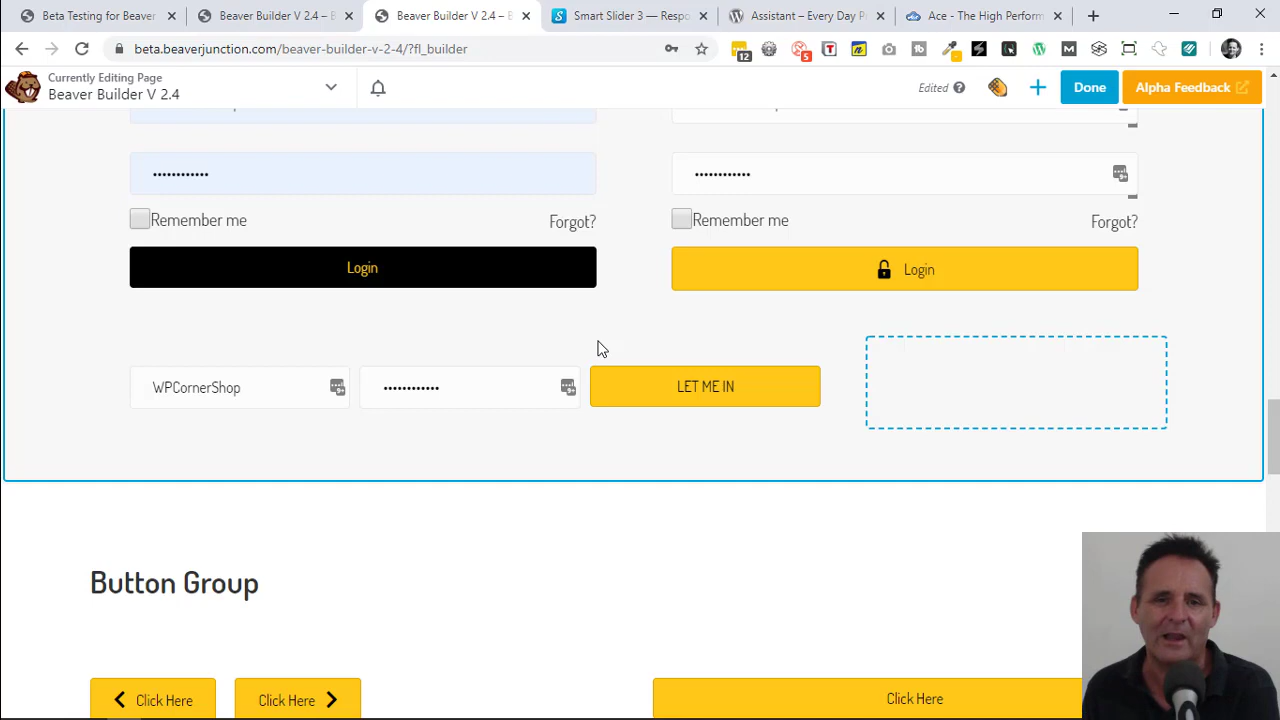 Beta Testing for Beaver
Beaver Builder V 2.4 – B
Beaver Builder V 2.4 – B
Smart Slider 3 — Respo
Assistant – Every Day P
Ace - The High Perform
beta.beaverjunction.com/beaver-builder-v-2-4/?fl_builder
12
5
Currently Editing Page
Beaver Builder V 2.4
Edited
Done
Alpha Feedback
Remember me
Forgot?
Remember me
Forgot?
Login
Login
WPCornerShop
LET ME IN
Button Group
Click Here
Click Here
Click Here